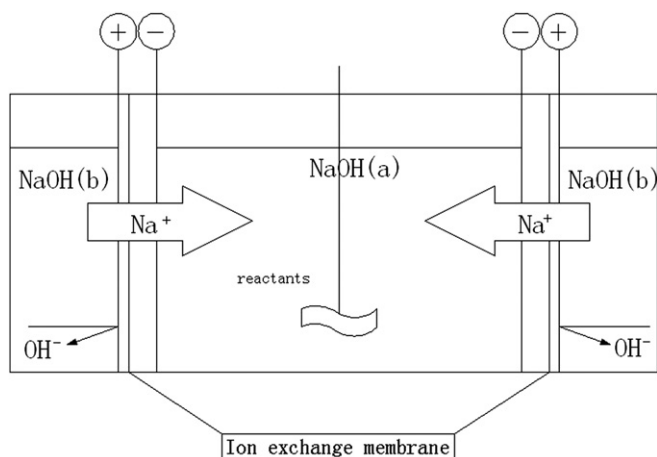 + − − +
NaOH(b) NaOH(a) NaOH(b)
Na⁺ Na⁺
reactants
OH⁻ OH⁻
Ion exchange membrane